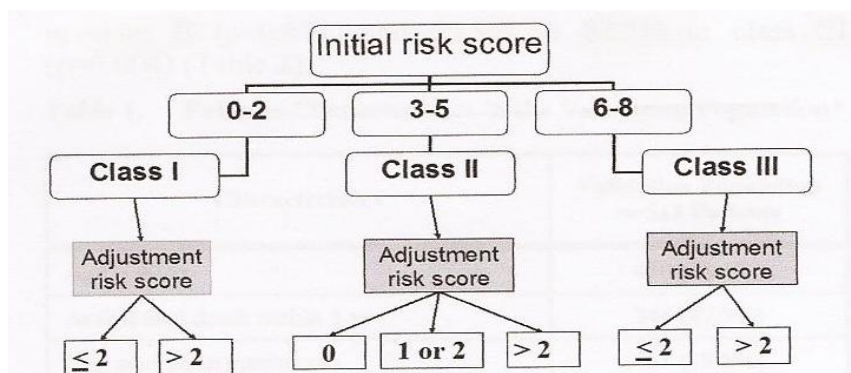 Initial risk score
0-2
3-5
6-8
Class I
Class II
Class III
Adjustment
risk score
Adjustment
risk score
Adjustment
risk score
≤ 2
> 2
0
1 or 2
> 2
≤ 2
> 2